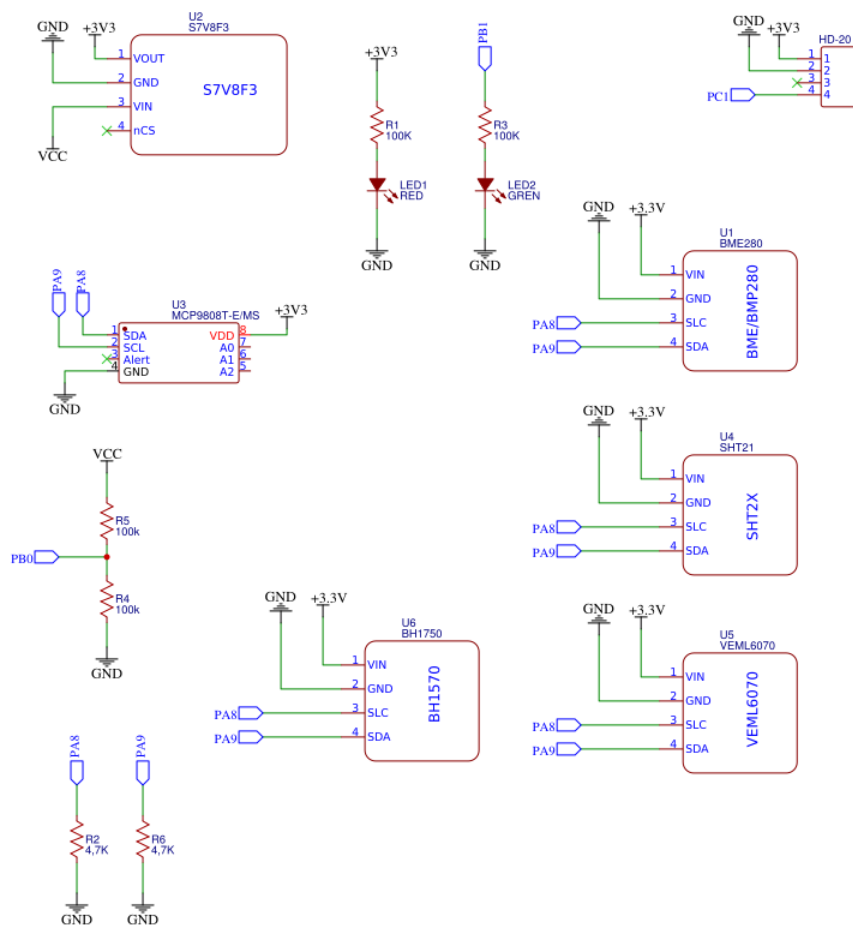 U2
S7V8F3
GND
+3V3
1 VOUT
2 GND
3 VIN
4 nCS
S7V8F3
VCC
+3V3
R1
100K
LED1
RED
GND
PB1
R3
100K
LED2
GREN
GND
HD-20
+3V3
GND
1 1
2 2
3 3
4 4
PC1
PA9
PA8
U3
MCP9808T-E/MS
+3V3
1 SDA
2 SCL
3 Alert
4 GND
VDD 8
A0 7
A1 6
A2 5
GND
GND
+3.3V
U1
BME280
1 VIN
2 GND
PA8 3 SLC
PA9 4 SDA
BME/BMP280
GND
+3.3V
U4
SHT21
1 VIN
2 GND
PA8 3 SLC
PA9 4 SDA
SHT2X
VCC
R5
100k
PB0
R4
100k
GND
GND
+3.3V
U6
BH1750
1 VIN
2 GND
PA8 3 SLC
PA9 4 SDA
BH1570
GND
+3.3V
U5
VEML6070
1 VIN
2 GND
PA8 3 SLC
PA9 4 SDA
VEML6070
PA8
R2
4,7K
GND
PA9
R6
4,7K
GND